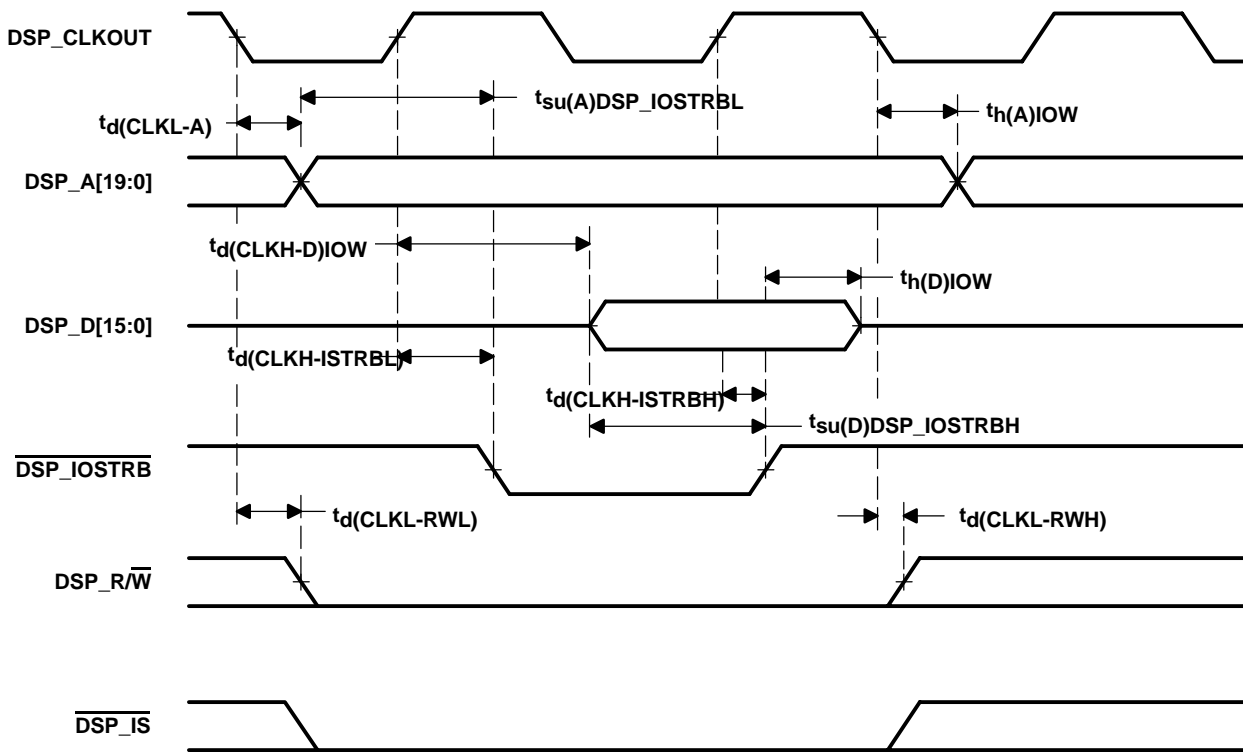 DSP_CLKOUT
tsu(A)DSP_IOSTRBL
td(CLKL-A)
th(A)IOW
DSP_A[19:0]
td(CLKH-D)IOW
th(D)IOW
DSP_D[15:0]
td(CLKH-ISTRBL)
td(CLKH-ISTRBH)
tsu(D)DSP_IOSTRBH
DSP_IOSTRB
td(CLKL-RWL)
td(CLKL-RWH)
DSP_R/W
DSP_IS